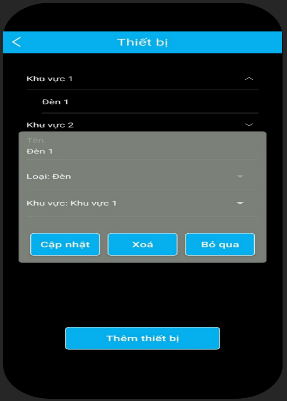 Thiết bị
Khu vực 1
Đèn 1
Khu vực 2
Tên:
Đèn 1
Loại: Đèn
Khu vực: Khu vực 1
Cập nhật
Xoá
Bỏ qua
Thêm thiết bị